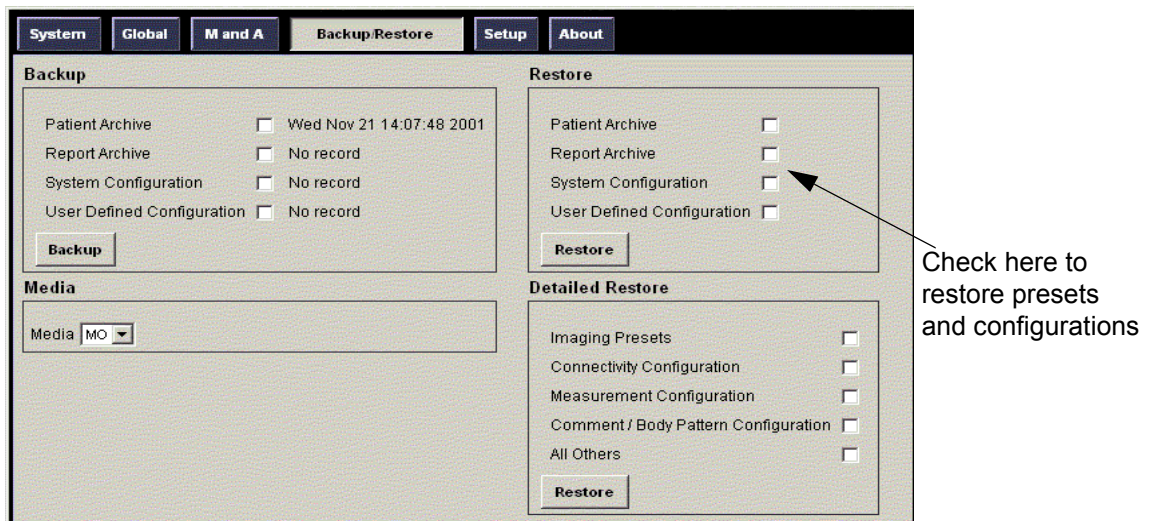 System Global M and A Backup/Restore Setup About
Backup
Patient Archive Wed Nov 21 14:07:48 2001
Report Archive No record
System Configuration No record
User Defined Configuration No record
Backup
Media
Media MO
Restore
Patient Archive
Report Archive
System Configuration
User Defined Configuration
Restore
Detailed Restore
Imaging Presets
Connectivity Configuration
Measurement Configuration
Comment / Body Pattern Configuration
All Others
Restore
Check here to
restore presets
and configurations